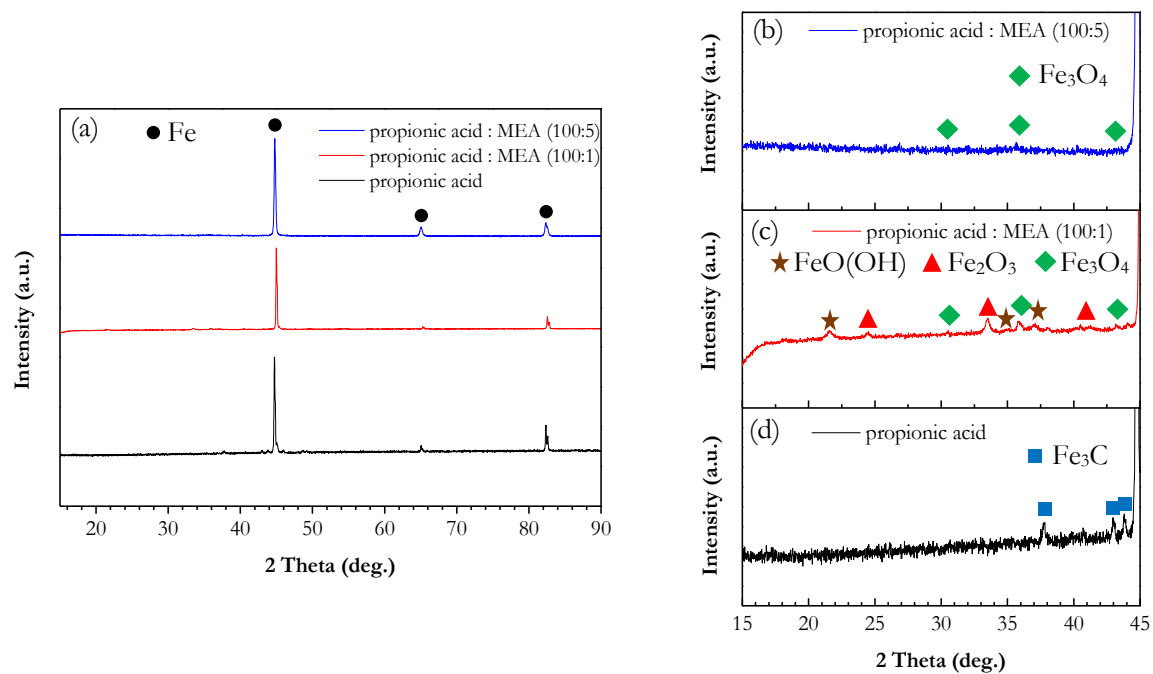 (a)
Fe
propionic acid : MEA (100:5)
propionic acid : MEA (100:1)
propionic acid
Intensity (a.u.)
20 30 40 50 60 70 80 90
2 Theta (deg.)
(b)
propionic acid : MEA (100:5)
Fe₃O₄
Intensity (a.u.)
(c)
propionic acid : MEA (100:1)
FeO(OH) Fe₂O₃ Fe₃O₄
Intensity (a.u.)
(d)
propionic acid
Fe₃C
Intensity (a.u.)
15 20 25 30 35 40 45
2 Theta (deg.)